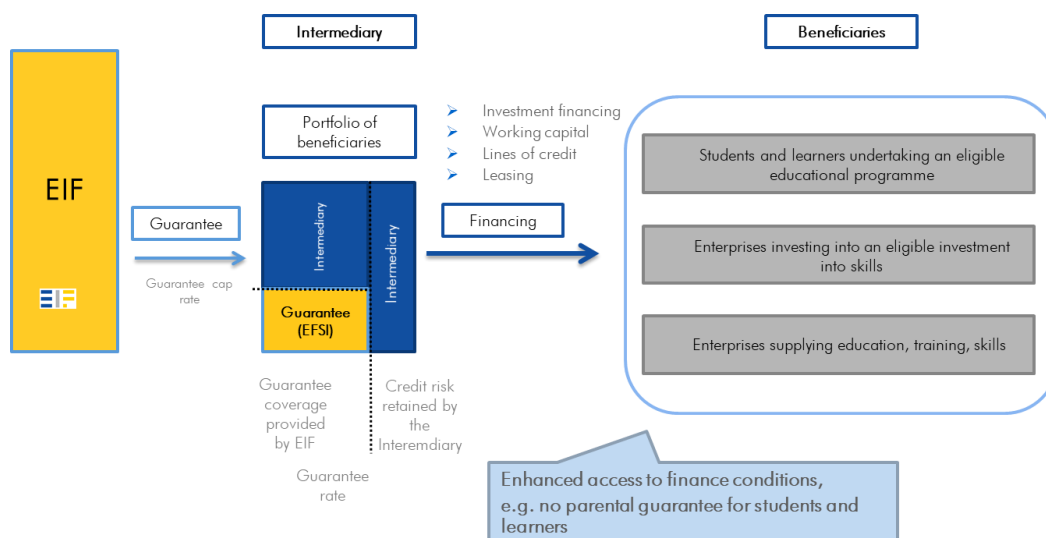 Intermediary
Beneficiaries
EIF
EIF
Portfolio of
beneficiaries
Investment financing
Working capital
Lines of credit
Leasing
Guarantee
Guarantee cap
rate
Intermediary
Intermediary
Guarantee
(EFSI)
Financing
Students and learners undertaking an eligible
educational programme
Enterprises investing into an eligible investment
into skills
Enterprises supplying education, training, skills
Guarantee
coverage
provided
by EIF
Credit risk
retained by
the
Interemdiary
Guarantee
rate
Enhanced access to finance conditions,
e.g. no parental guarantee for students and
learners